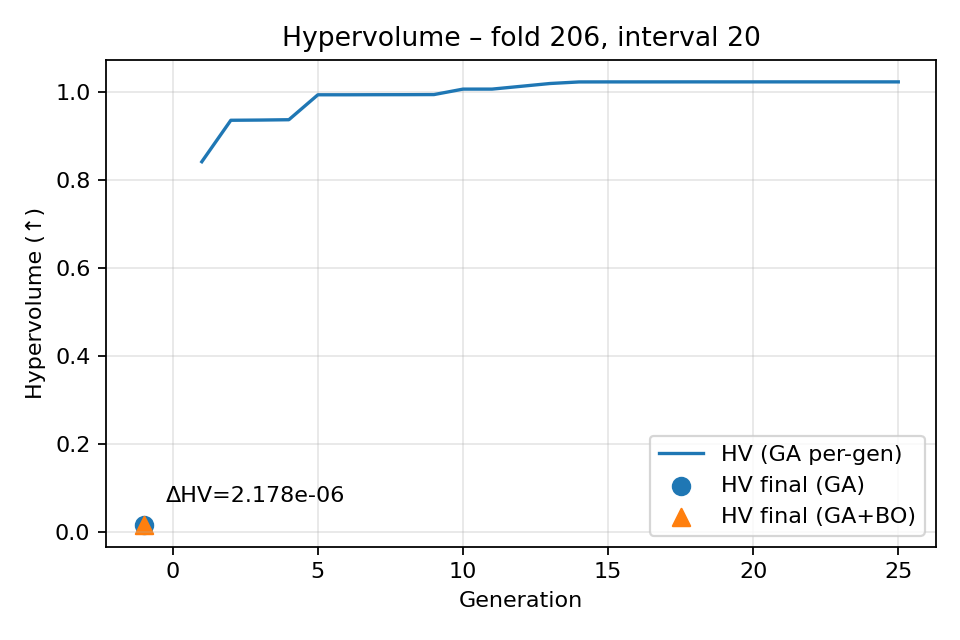 Hypervolume – fold 206, interval 20
Hypervolume (↑)
1.0
0.8
0.6
0.4
0.2
0.0
ΔHV=2.178e-06
HV (GA per-gen)
HV final (GA)
HV final (GA+BO)
0 5 10 15 20 25
Generation